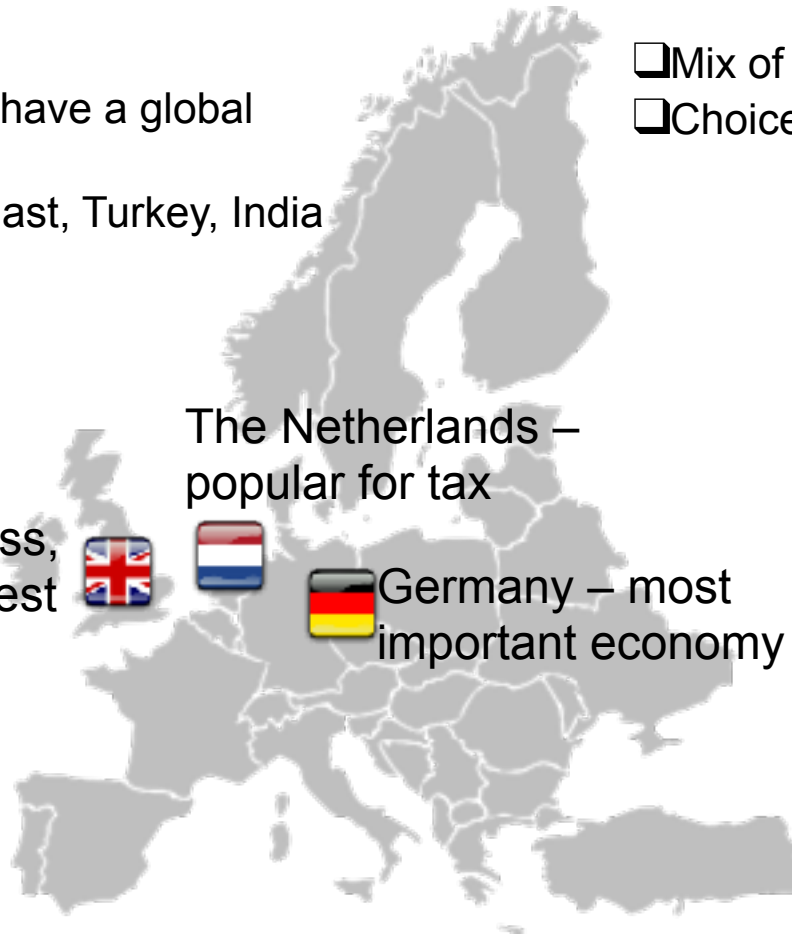 ❑Mix of
❑Choice
have a global
ast, Turkey, India
The Netherlands –
popular for tax
ss,
est
Germany – most
important economy